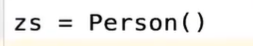 zs = Person()